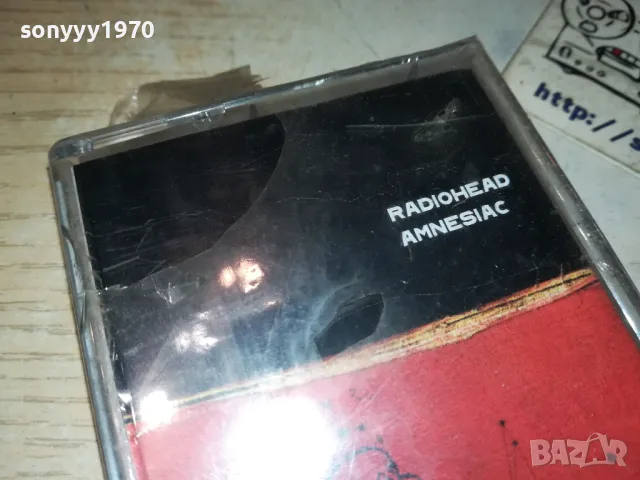 sonyyy1970
http://s
RADIOHEAD
AMNESIAC
BAZAR